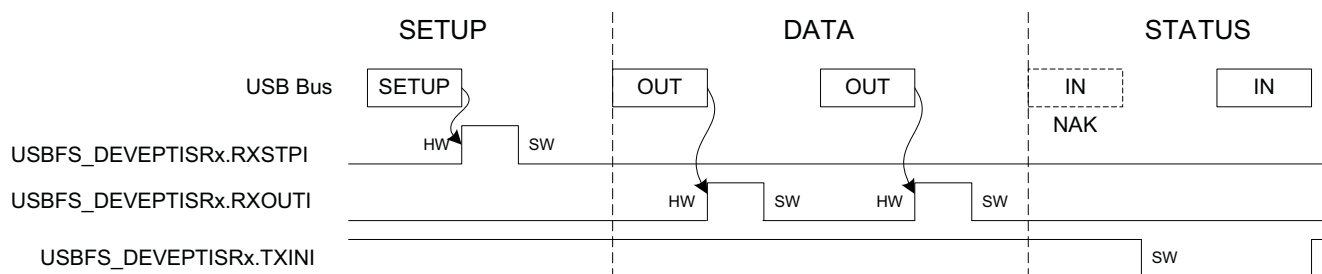 SETUP DATA STATUS
USB Bus SETUP OUT OUT IN IN
NAK
USBFS_DEVEPTISRx.RXSTPI HW SW
USBFS_DEVEPTISRx.RXOUTI HW SW HW SW
USBFS_DEVEPTISRx.TXINI SW